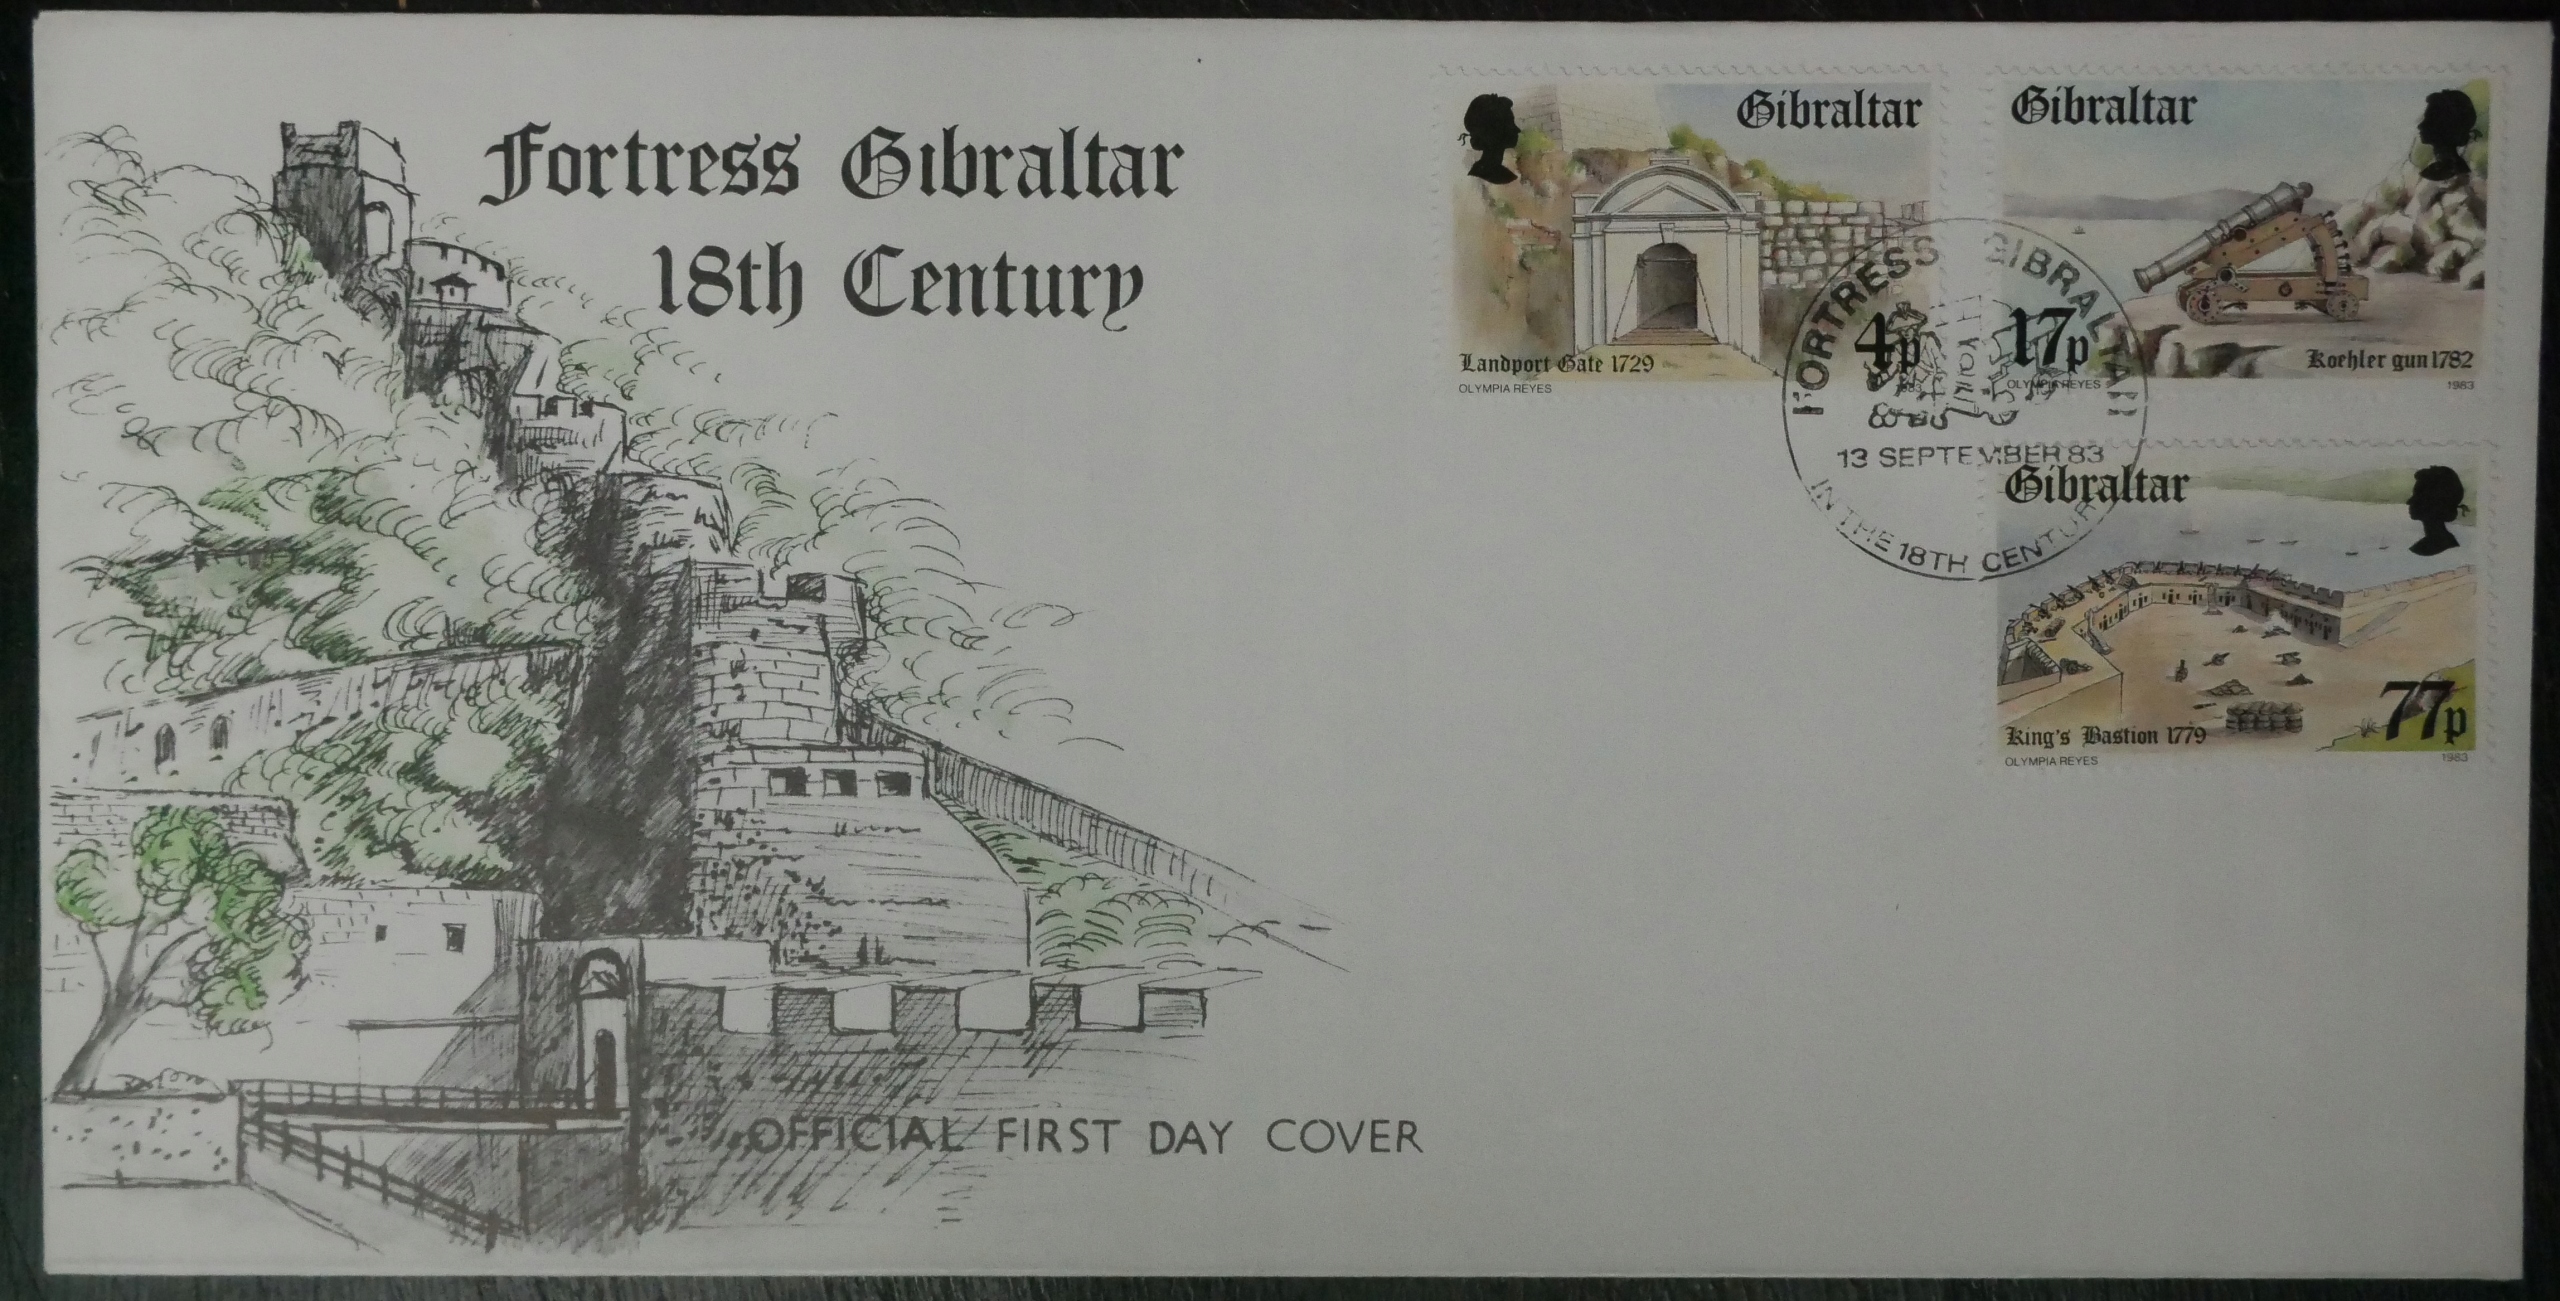 Fortress Gibraltar
18th Century
OFFICIAL FIRST DAY COVER
Gibraltar
4p
Landport Gate 1729
OLYMPIA REYES
1983
Gibraltar
17p
Koehler gun 1782
OLYMPIA REYES
1983
FORTRESS GIBRALTAR
13 SEPTEMBER 83
IN THE 18TH CENTURY
Gibraltar
77p
King's Bastion 1779
OLYMPIA REYES
1983